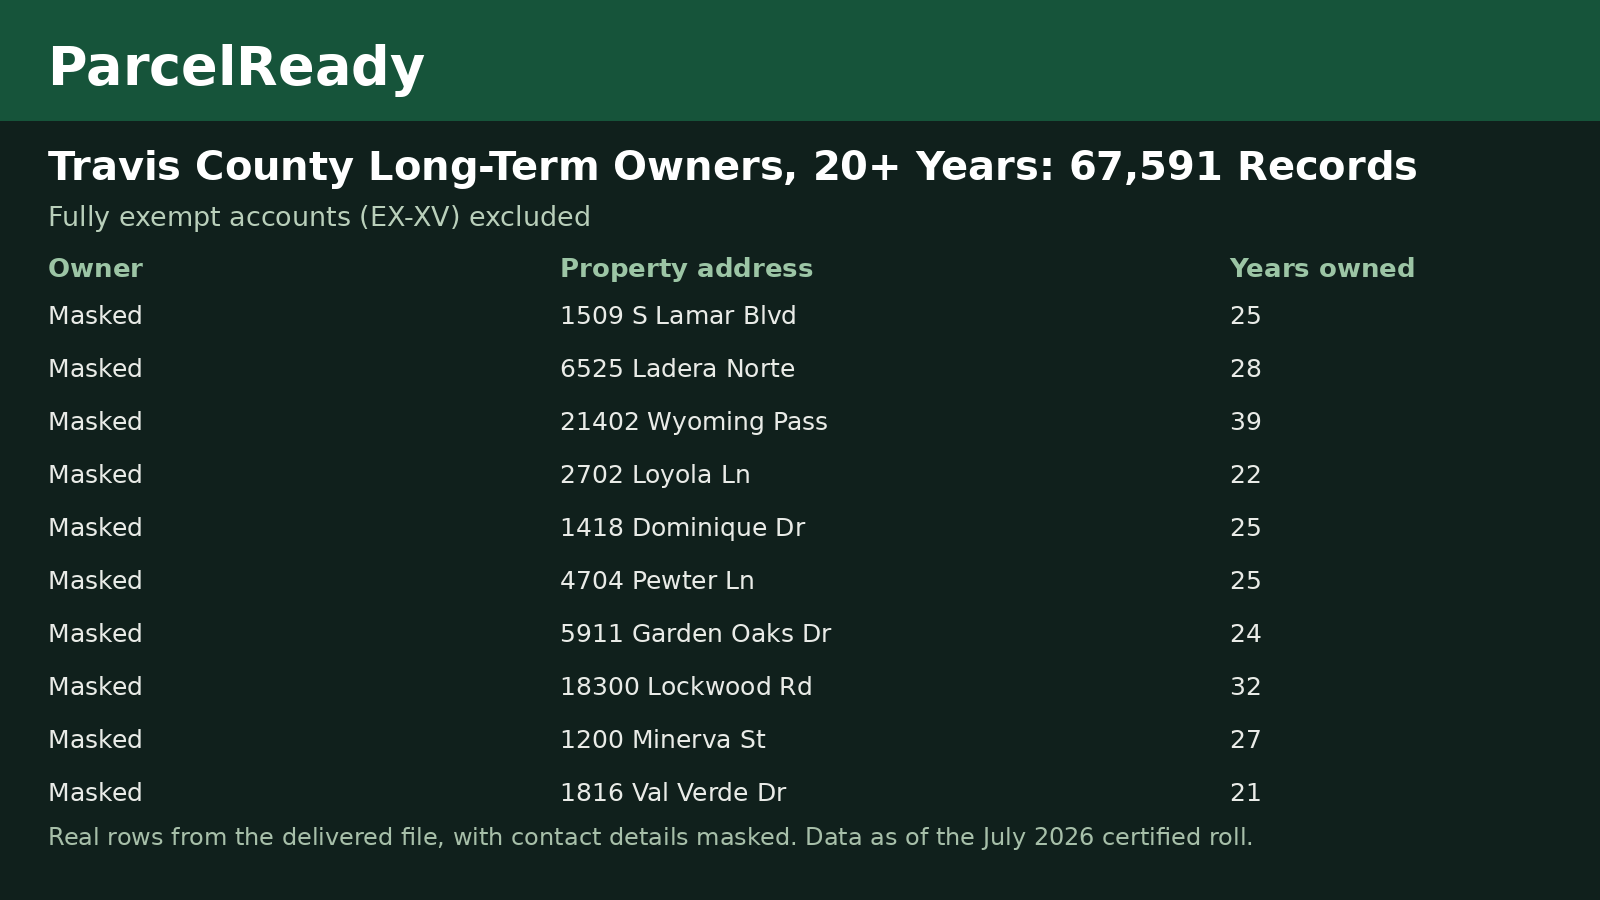 ParcelReady
Travis County Long-Term Owners, 20+ Years: 67,591 Records
Fully exempt accounts (EX-XV) excluded
Owner Property address Years owned
Masked 1509 S Lamar Blvd 25
Masked 6525 Ladera Norte 28
Masked 21402 Wyoming Pass 39
Masked 2702 Loyola Ln 22
Masked 1418 Dominique Dr 25
Masked 4704 Pewter Ln 25
Masked 5911 Garden Oaks Dr 24
Masked 18300 Lockwood Rd 32
Masked 1200 Minerva St 27
Masked 1816 Val Verde Dr 21
Real rows from the delivered file, with contact details masked. Data as of the July 2026 certified roll.